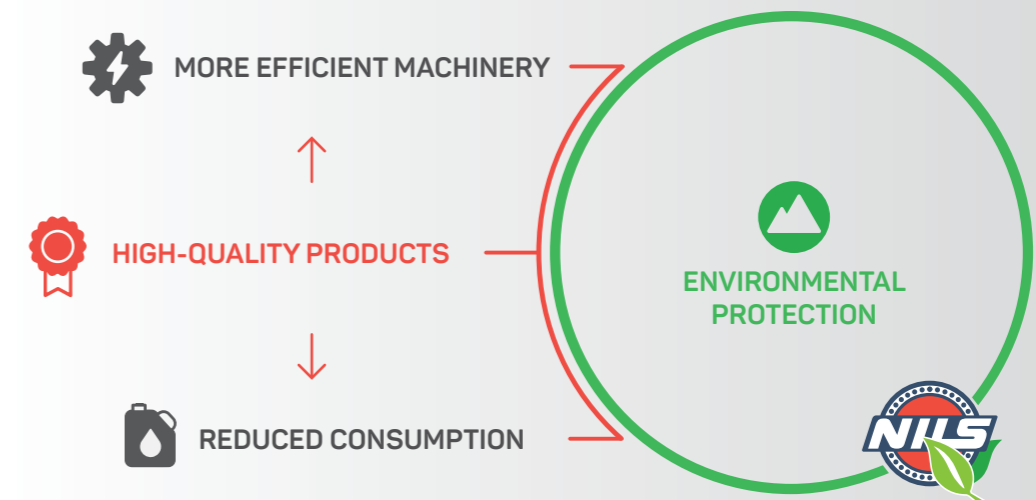 MORE EFFICIENT MACHINERY
HIGH-QUALITY PRODUCTS
ENVIRONMENTAL
PROTECTION
REDUCED CONSUMPTION
NILS